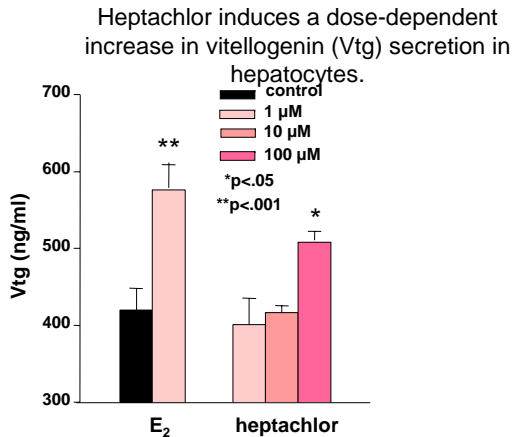 Heptachlor induces a dose-dependent
increase in vitellogenin (Vtg) secretion in
hepatocytes.
control
1 µM
10 µM
100 µM
*p<.05
**p<.001
Vtg (ng/ml)
700
600
500
400
300
**
*
E₂
heptachlor